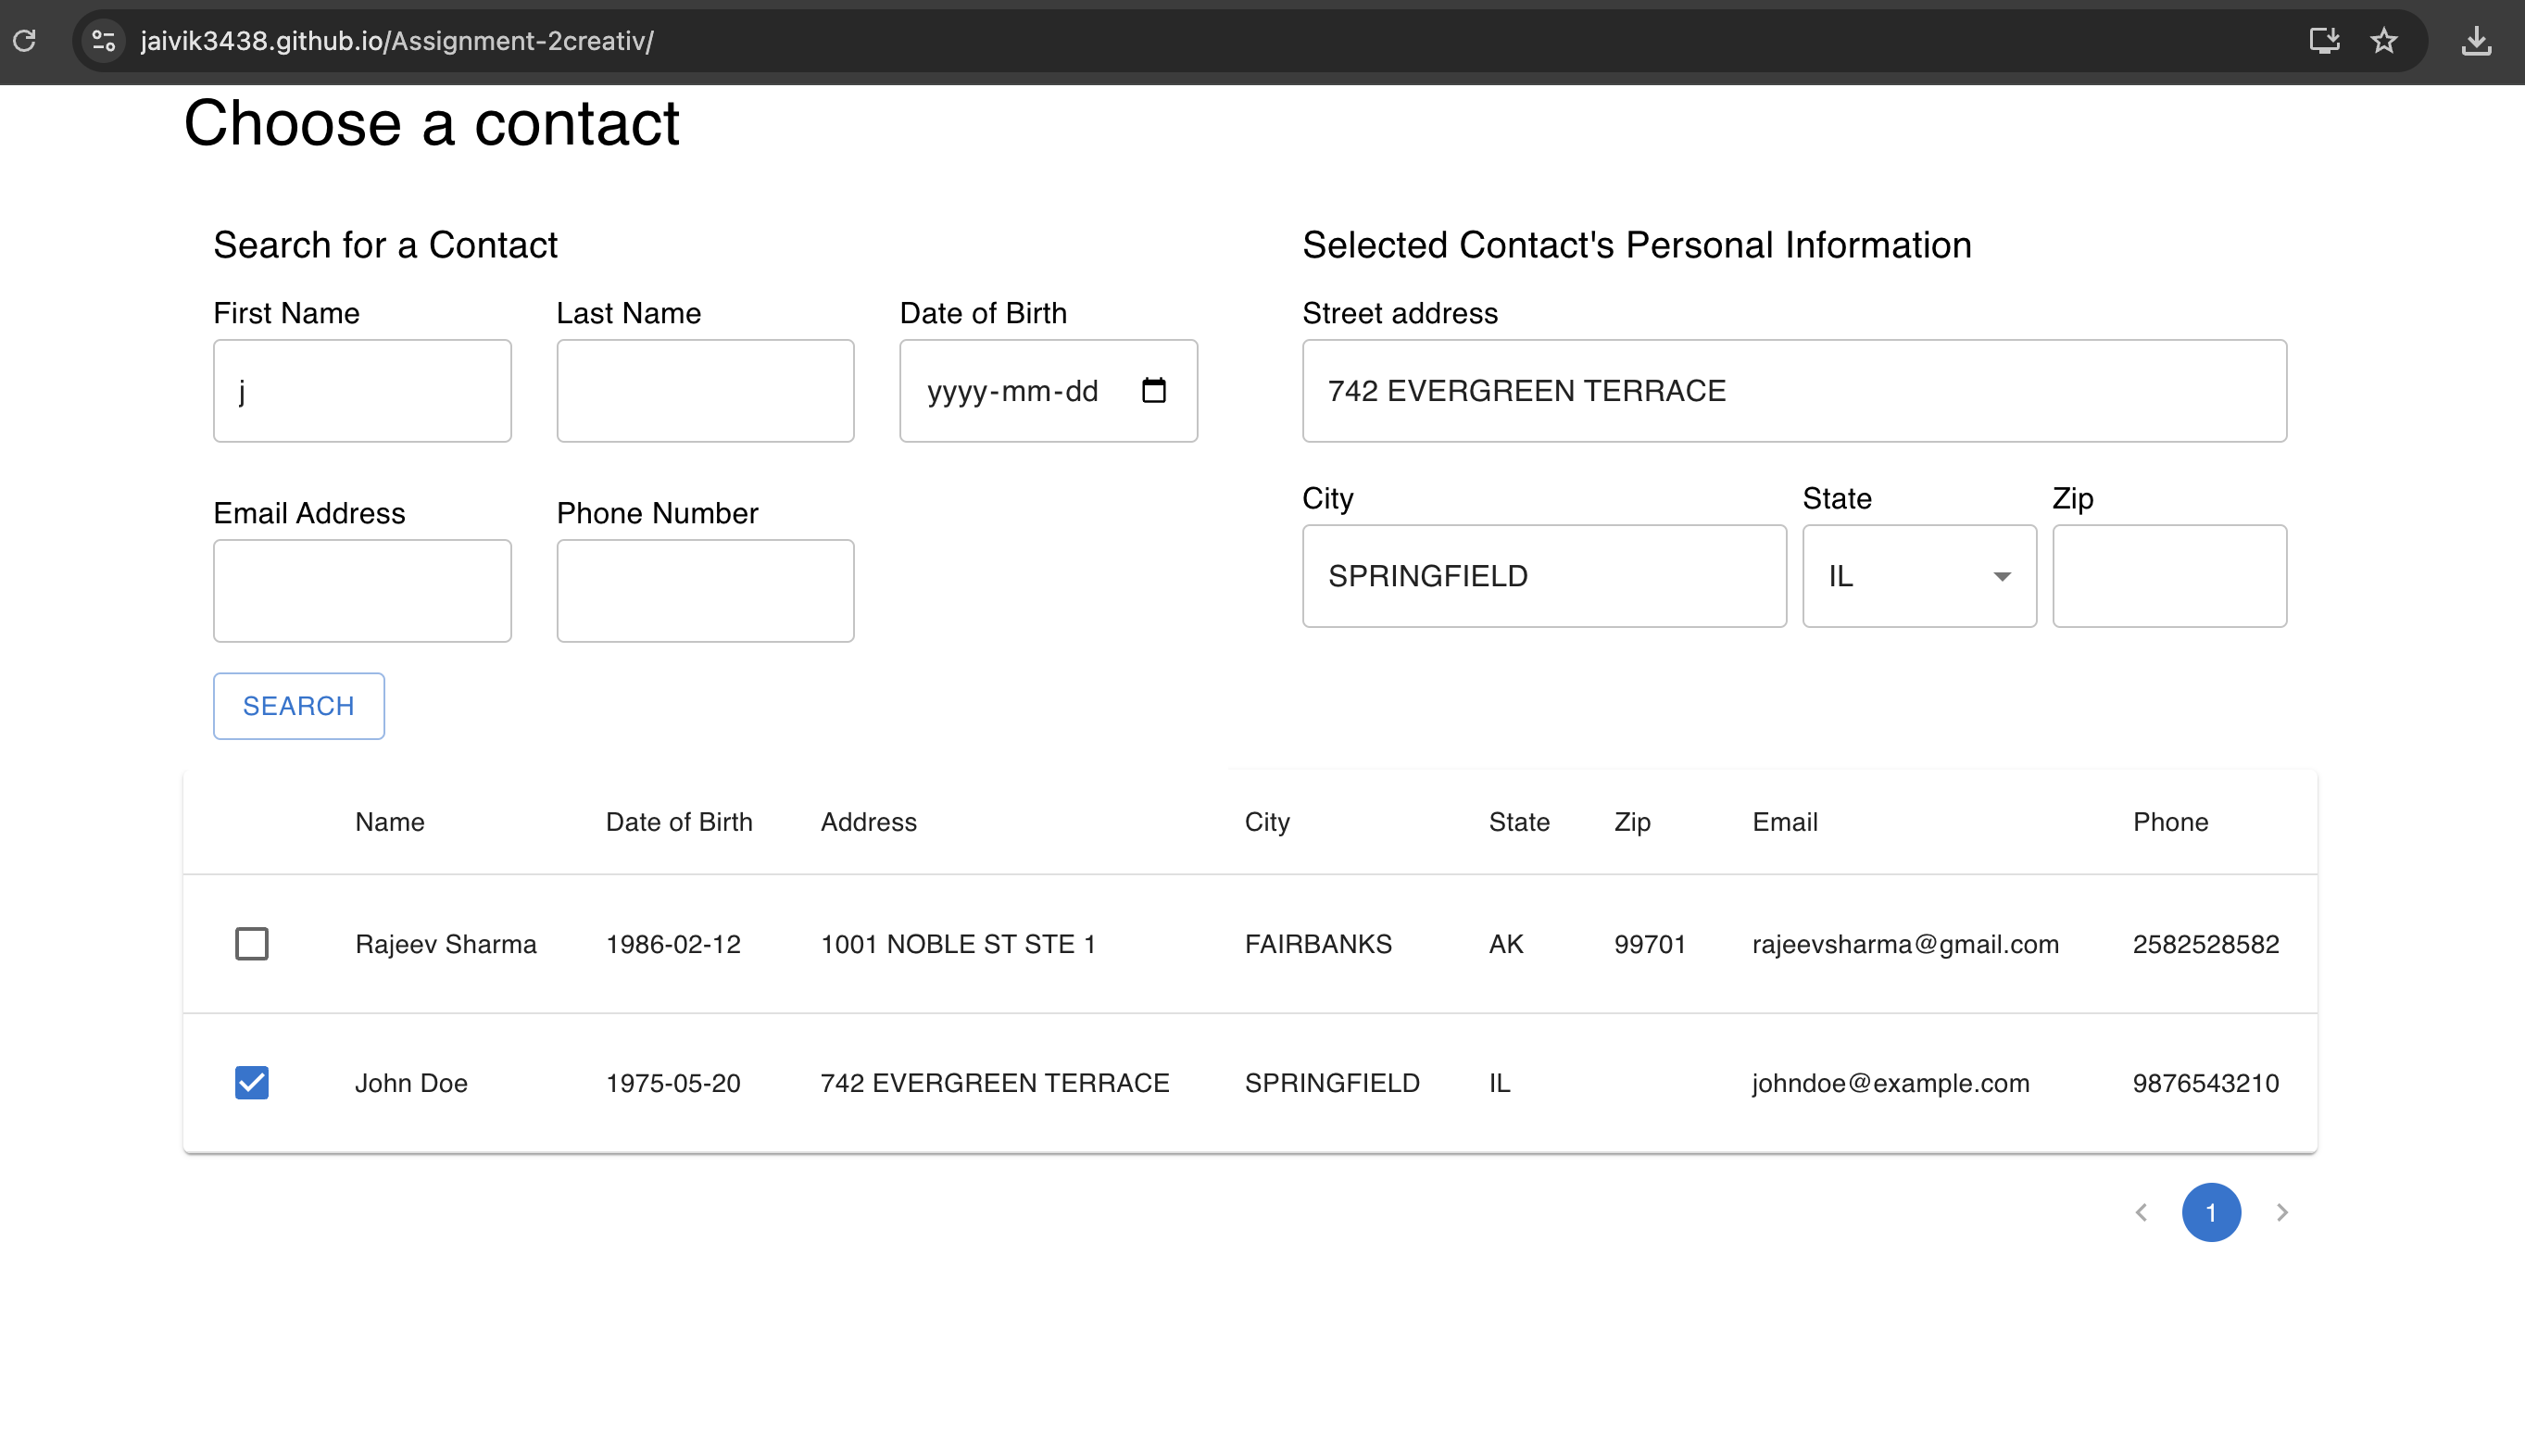 jaivik3438.github.io/Assignment-2creativ/
Choose a contact
Search for a Contact
First Name Last Name Date of Birth
j yyyy-mm-dd
Email Address Phone Number
SEARCH
Selected Contact's Personal Information
Street address
742 EVERGREEN TERRACE
City State Zip
SPRINGFIELD IL
Name Date of Birth Address City State Zip Email Phone
Rajeev Sharma 1986-02-12 1001 NOBLE ST STE 1 FAIRBANKS AK 99701 rajeevsharma@gmail.com 2582528582
John Doe 1975-05-20 742 EVERGREEN TERRACE SPRINGFIELD IL johndoe@example.com 9876543210
1